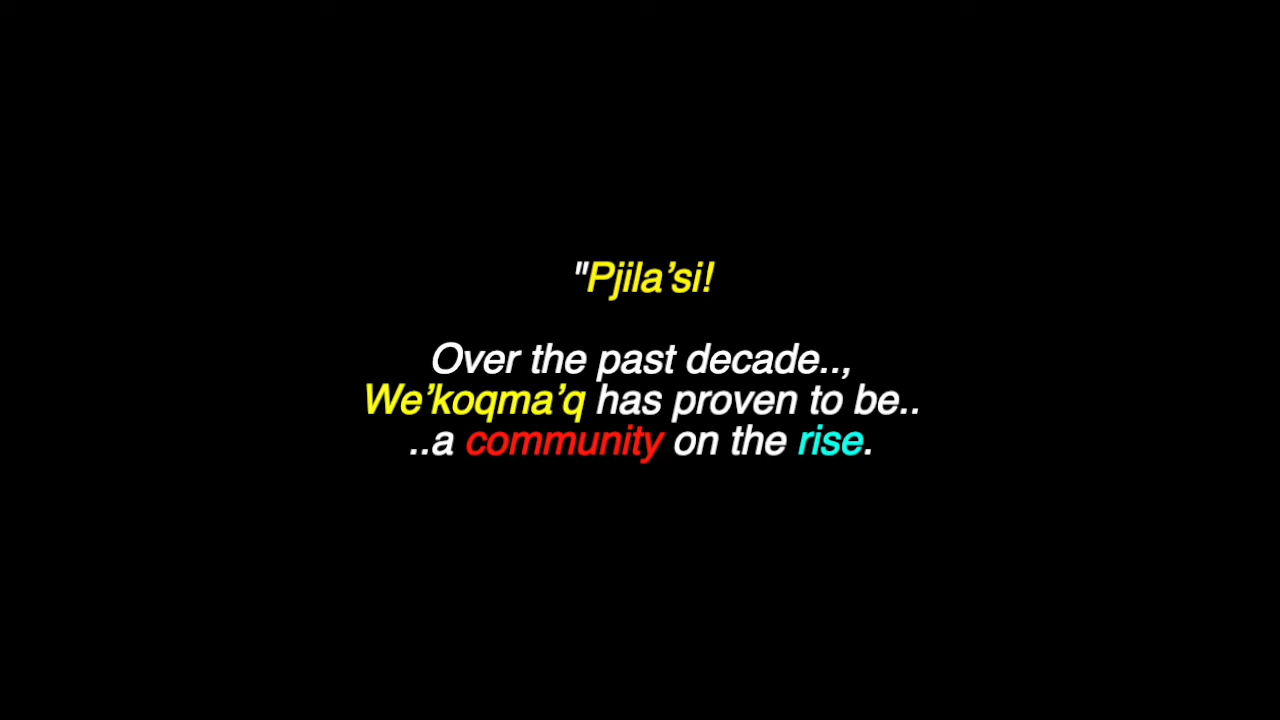 "Pjila’si!
Over the past decade..,
We’koqma’q has proven to be..
..a community on the rise.